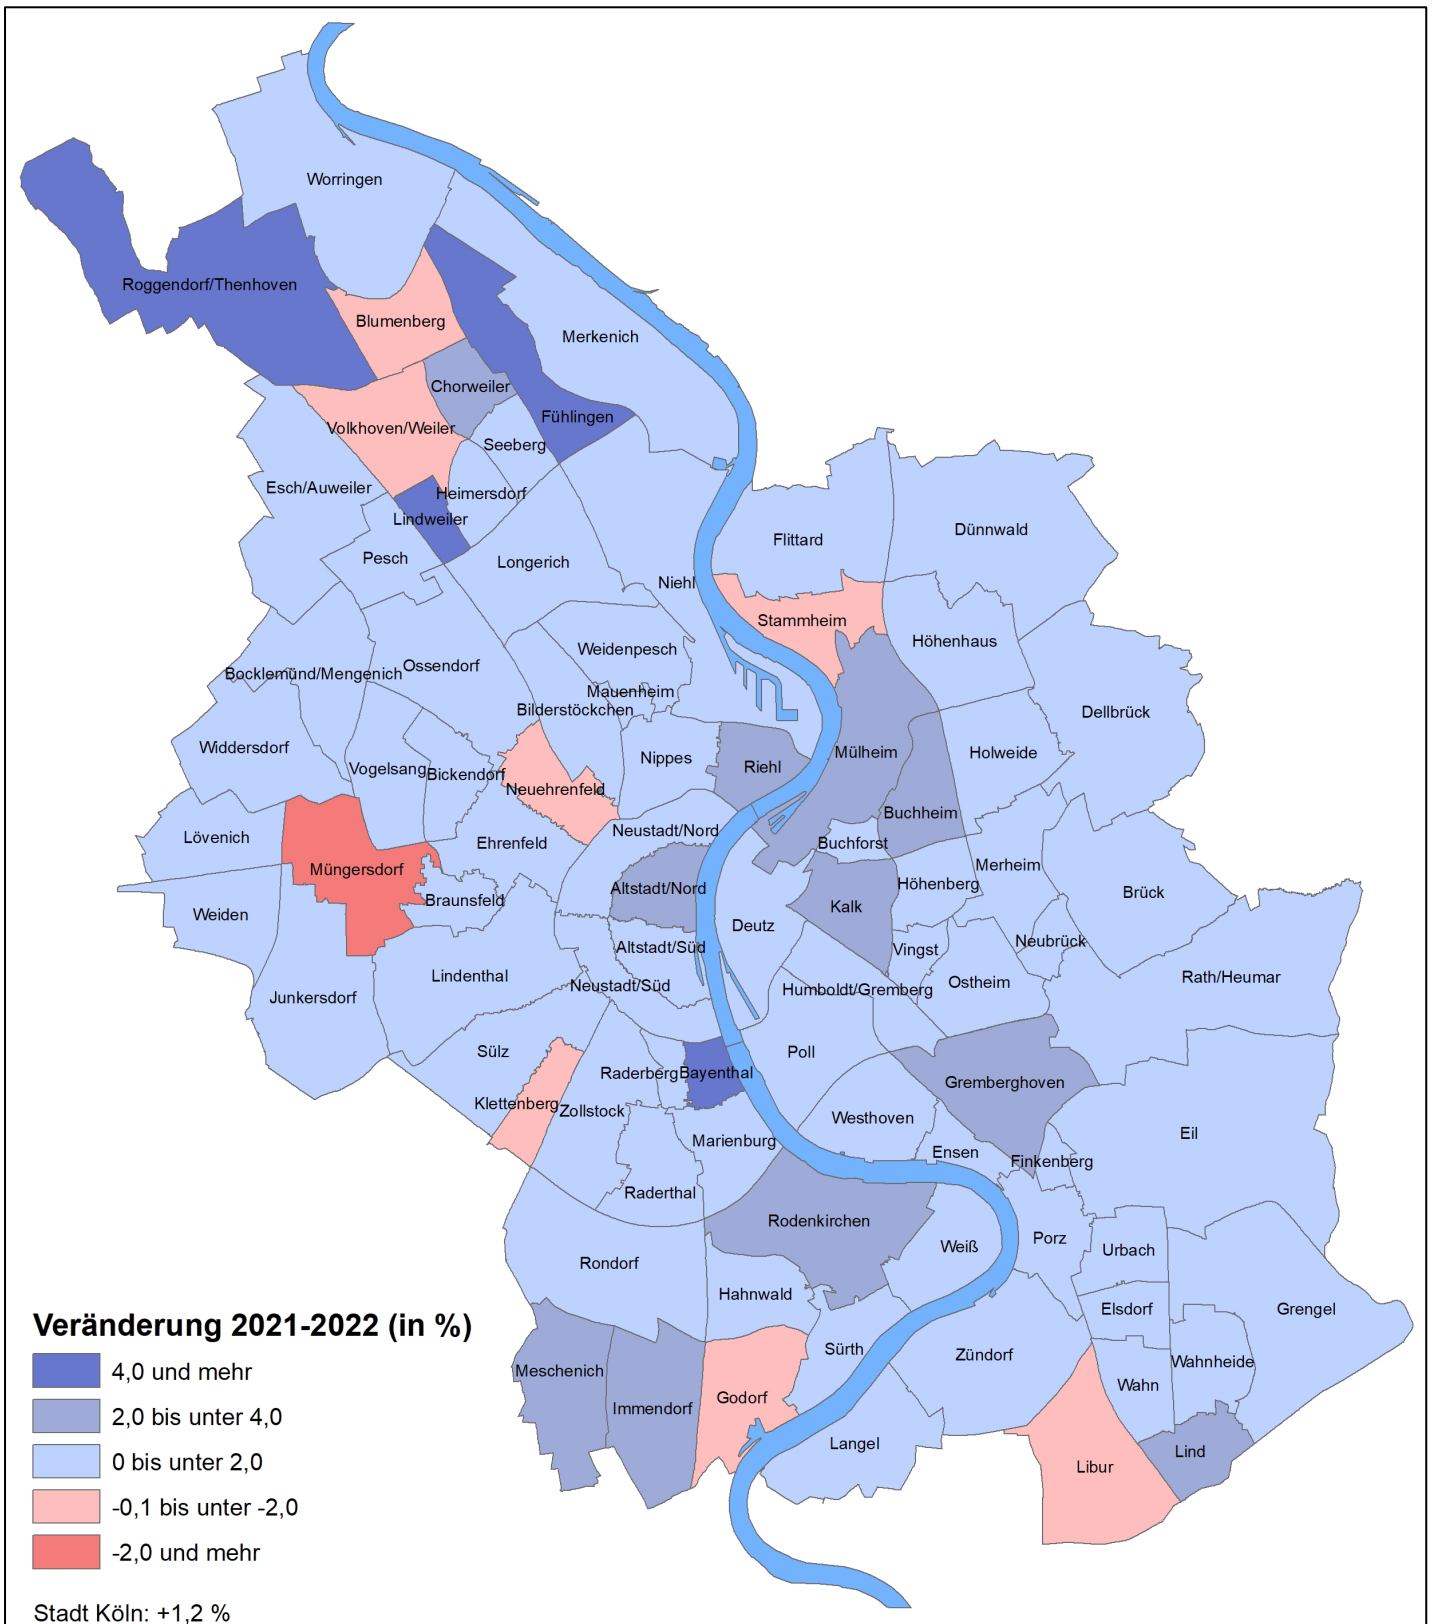 Worringen
Roggendorf/Thenhoven
Blumenberg
Merkenich
Chorweiler
Fühlingen
Volkhoven/Weiler
Seeberg
Esch/Auweiler
Heimersdorf
Lindweiler
Pesch
Longerich
Niehl
Flittard
Dünnwald
Stammheim
Höhenhaus
Weidenpesch
Ossendorf
Bocklemünd/Mengenich
Mauenheim
Bilderstöckchen
Dellbrück
Widdersdorf
Nippes
Riehl
Mülheim
Holweide
Vogelsang
Bickendorf
Neuehrenfeld
Buchheim
Lövenich
Ehrenfeld
Neustadt/Nord
Buchforst
Merheim
Müngersdorf
Altstadt/Nord
Höhenberg
Brück
Braunsfeld
Kalk
Weiden
Deutz
Altstadt/Süd
Vingst
Neubrück
Lindenthal
Rath/Heumar
Junkersdorf
Neustadt/Süd
Humboldt/Gremberg
Ostheim
Sülz
Poll
Raderberg
Bayenthal
Gremberghoven
Klettenberg
Zollstock
Westhoven
Marienburg
Eil
Ensen
Finkenberg
Raderthal
Rodenkirchen
Porz
Weiß
Urbach
Rondorf
Hahnwald
Elsdorf
Grengel
Sürth
Zündorf
Wahnheide
Meschenich
Wahn
Godorf
Immendorf
Langel
Lind
Libur
Veränderung 2021-2022 (in %)
4,0 und mehr
2,0 bis unter 4,0
0 bis unter 2,0
-0,1 bis unter -2,0
-2,0 und mehr
Stadt Köln: +1,2 %